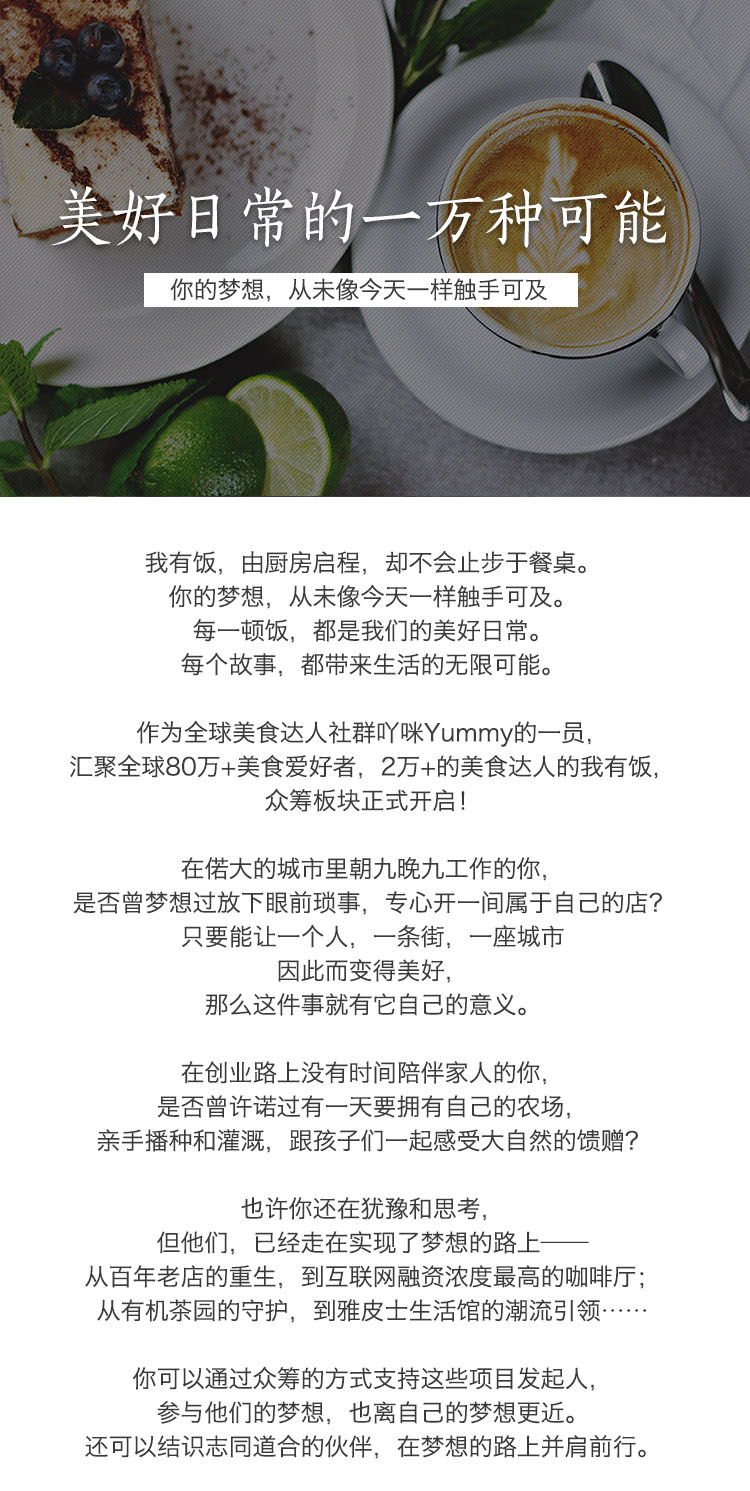 美好日常的一万种可能
你的梦想，从未像今天一样触手可及
我有饭，由厨房启程，却不会止步于餐桌。
你的梦想，从未像今天一样触手可及。
每一顿饭，都是我们的美好日常。
每个故事，都带来生活的无限可能。
作为全球美食达人社群吖咪Yummy的一员，
汇聚全球80万+美食爱好者，2万+的美食达人的我有饭，
众筹板块正式开启！
在偌大的城市里朝九晚九工作的你，
是否曾梦想过放下眼前琐事，专心开一间属于自己的店？
只要能让一个人，一条街，一座城市
因此而变得美好，
那么这件事就有它自己的意义。
在创业路上没有时间陪伴家人的你，
是否曾许诺过有一天要拥有自己的农场，
亲手播种和灌溉，跟孩子们一起感受大自然的馈赠？
也许你还在犹豫和思考，
但他们，已经走在实现了梦想的路上——
从百年老店的重生，到互联网融资浓度最高的咖啡厅；
从有机茶园的守护，到雅皮士生活馆的潮流引领……
你可以通过众筹的方式支持这些项目发起人，
参与他们的梦想，也离自己的梦想更近。
还可以结识志同道合的伙伴，在梦想的路上并肩前行。